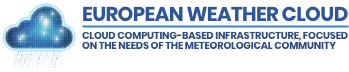 EUROPEAN WEATHER CLOUD
CLOUD COMPUTING-BASED INFRASTRUCTURE, FOCUSED
ON THE NEEDS OF THE METEOROLOGICAL COMMUNITY